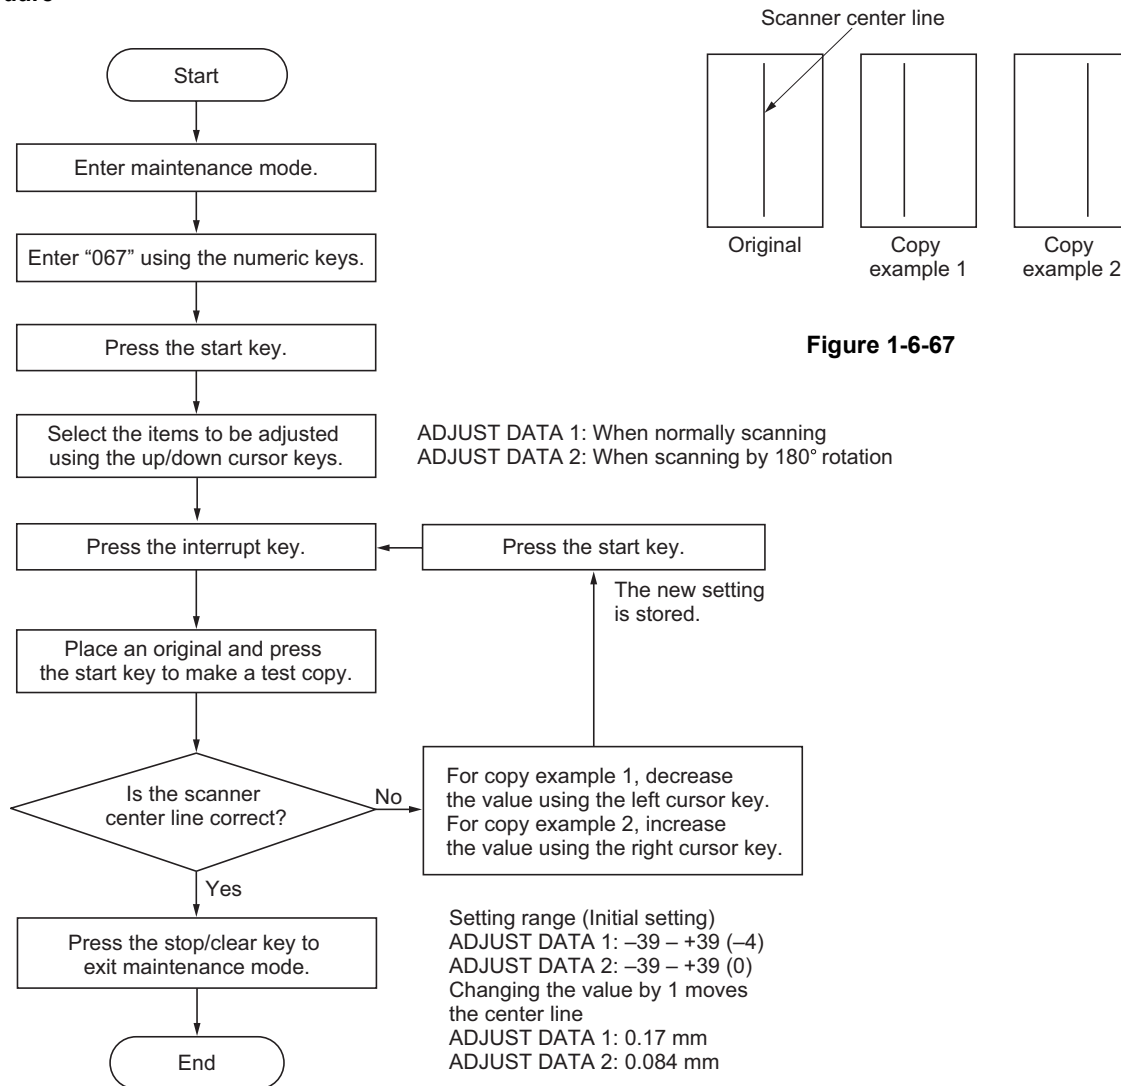 Start
Enter maintenance mode.
Enter “067” using the numeric keys.
Press the start key.
Select the items to be adjusted
using the up/down cursor keys.
ADJUST DATA 1: When normally scanning
ADJUST DATA 2: When scanning by 180° rotation
Press the interrupt key.
Press the start key.
The new setting
is stored.
Place an original and press
the start key to make a test copy.
Is the scanner
center line correct?
No
For copy example 1, decrease
the value using the left cursor key.
For copy example 2, increase
the value using the right cursor key.
Yes
Press the stop/clear key to
exit maintenance mode.
End
Setting range (Initial setting)
ADJUST DATA 1: –39 – +39 (–4)
ADJUST DATA 2: –39 – +39 (0)
Changing the value by 1 moves
the center line
ADJUST DATA 1: 0.17 mm
ADJUST DATA 2: 0.084 mm
Scanner center line
Original
Copy
example 1
Copy
example 2
Figure 1-6-67